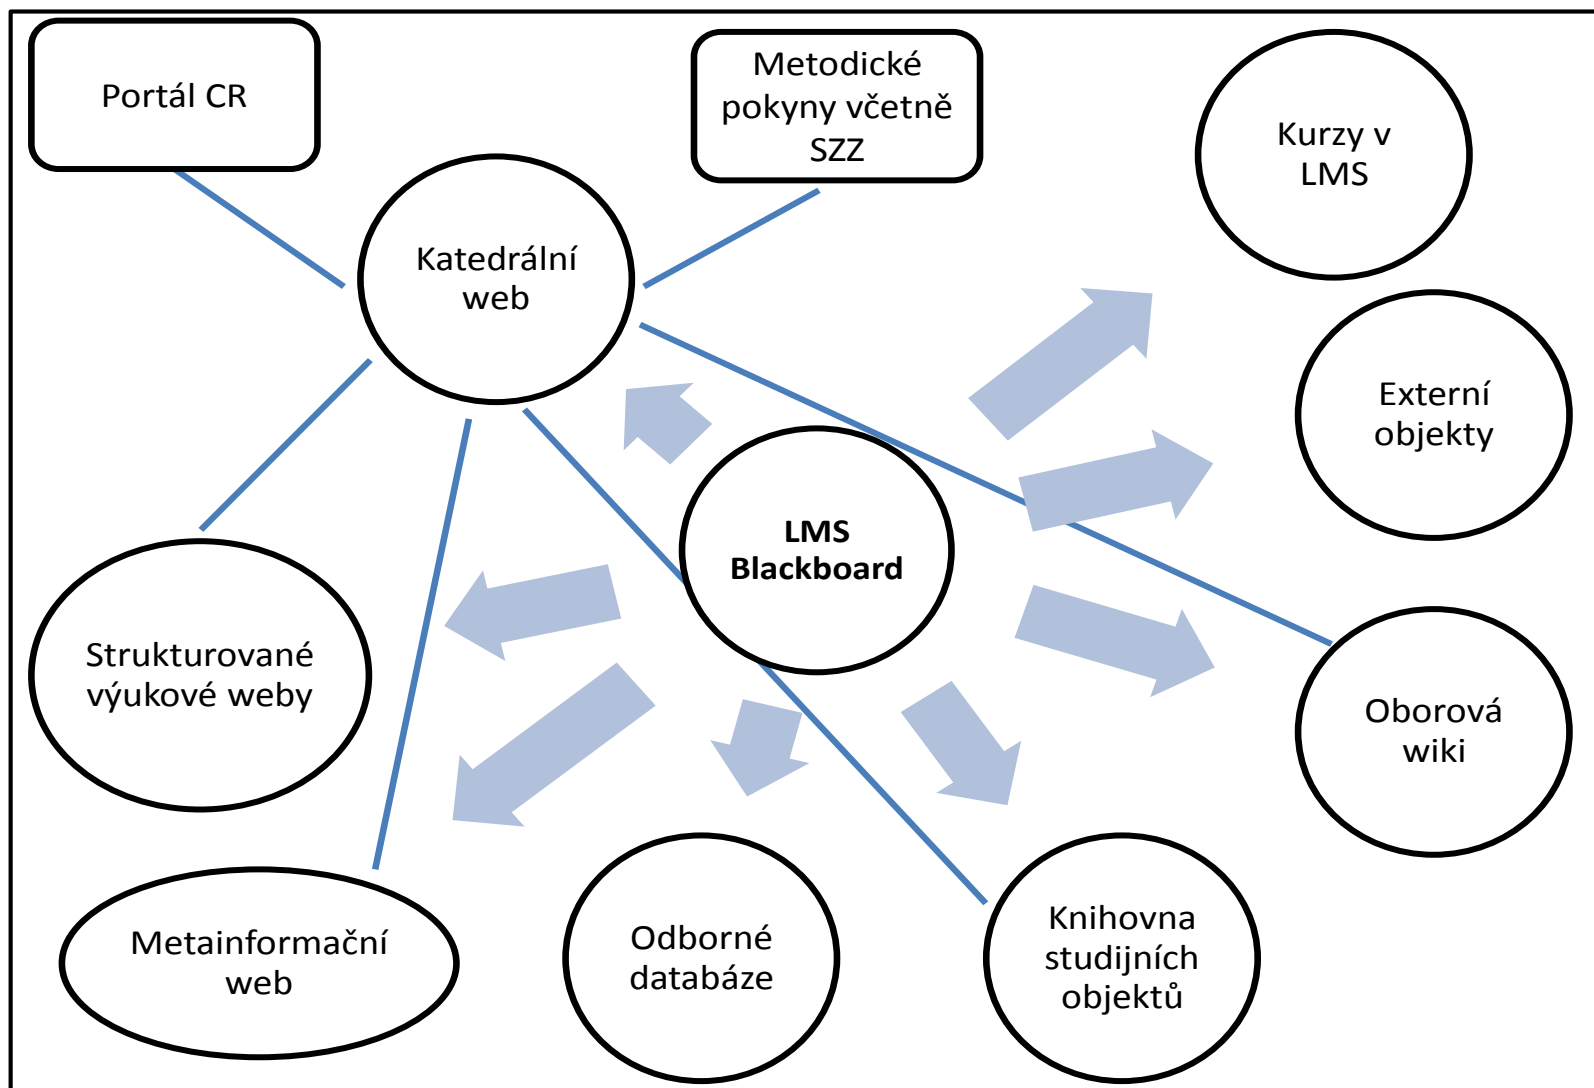 Portál CR
Metodické
pokyny včetně
SZZ
Kurzy v
LMS
Katedrální
web
Externí
objekty
LMS
Blackboard
Strukturované
výukové weby
Oborová
wiki
Metainformační
web
Odborné
databáze
Knihovna
studijních
objektů